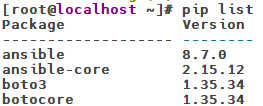 [root@localhost ~]# pip list
Package             Version
------------------- ---------
ansible             8.7.0
ansible-core        2.15.12
boto3               1.35.34
botocore            1.35.34